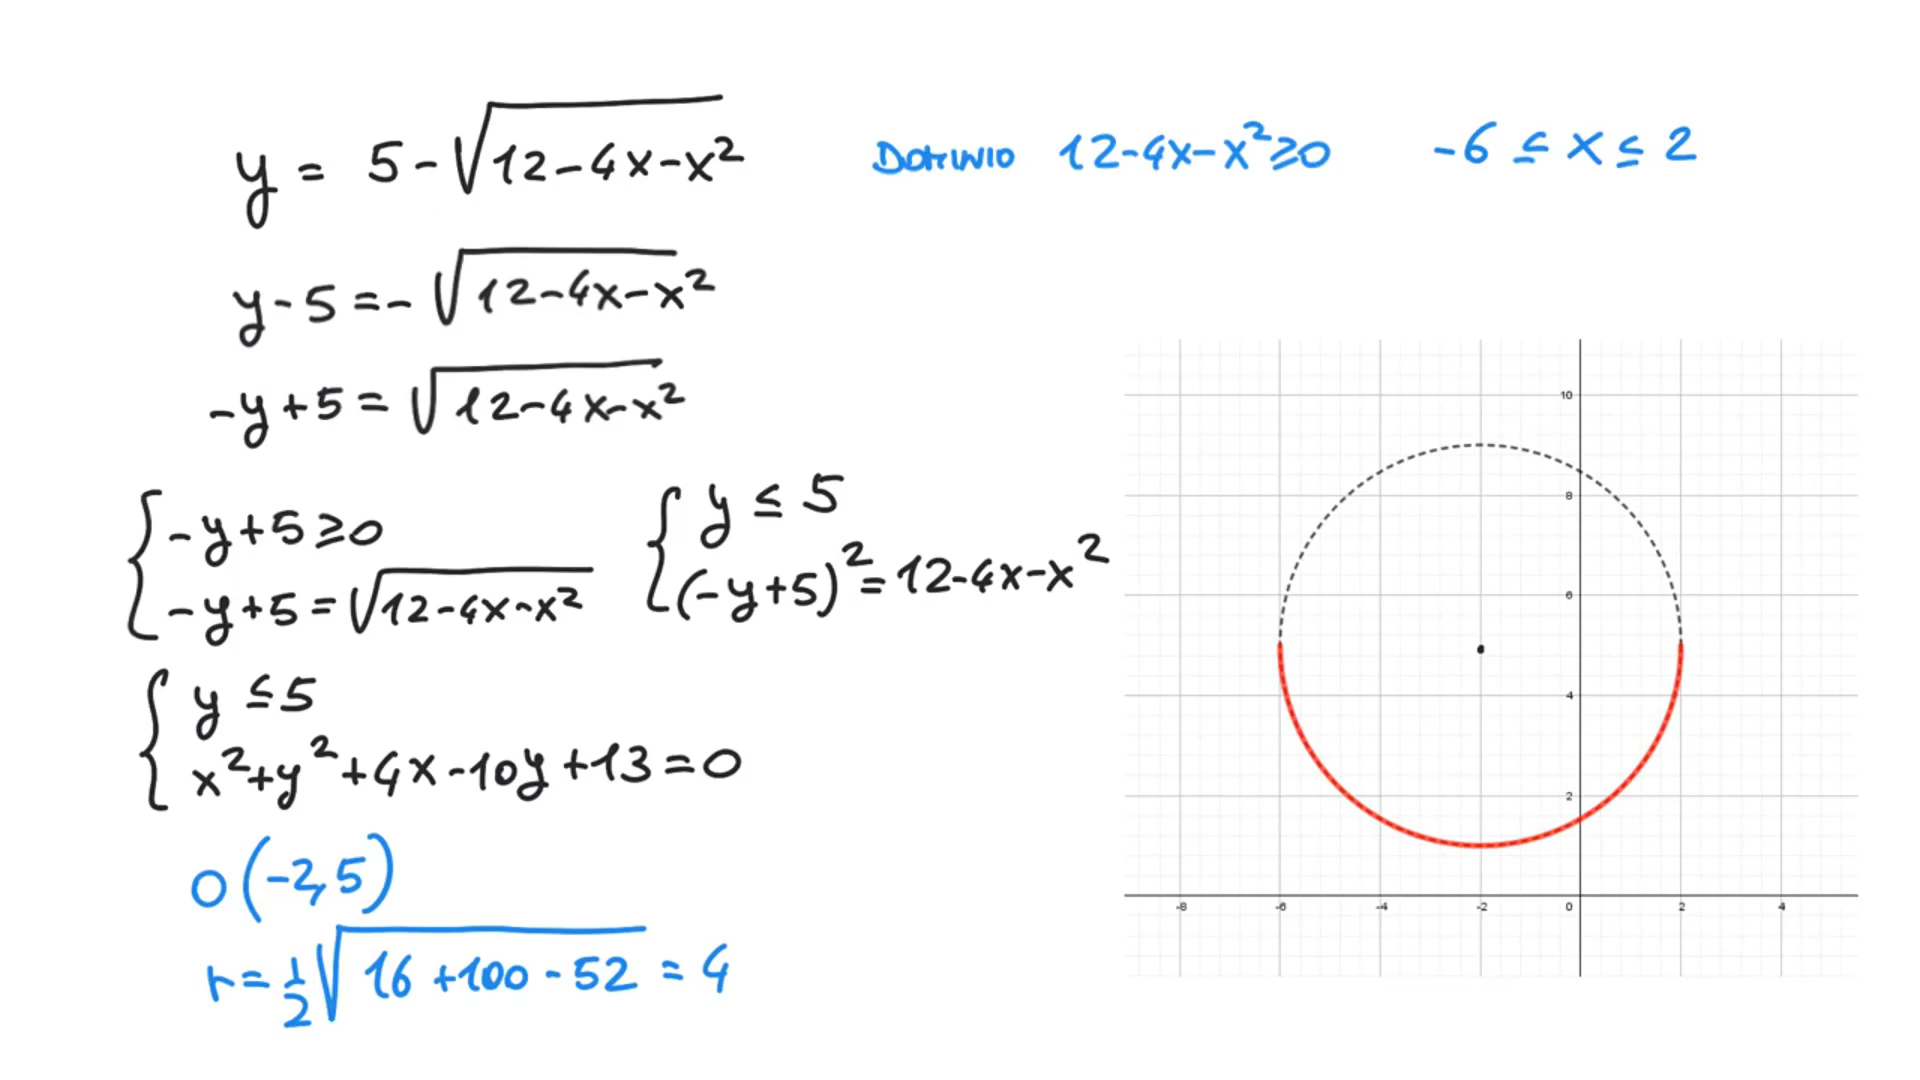 y = 5-√(12-4x-x²)
Dominio 12-4x-x²≥0 -6 ≤ x ≤ 2
y-5 =- √(12-4x-x²)
-y+5 = √(12-4x-x²)
{ -y+5≥0
-y+5=√(12-4x-x²)
{ y ≤ 5
(-y+5)²=12-4x-x²
{ y ≤5
x²+y²+4x-10y+13=0
O(-2,5)
r=1/2√(16+100-52) = 4
10
8
6
4
2
-8 -6 -4 -2 0 2 4